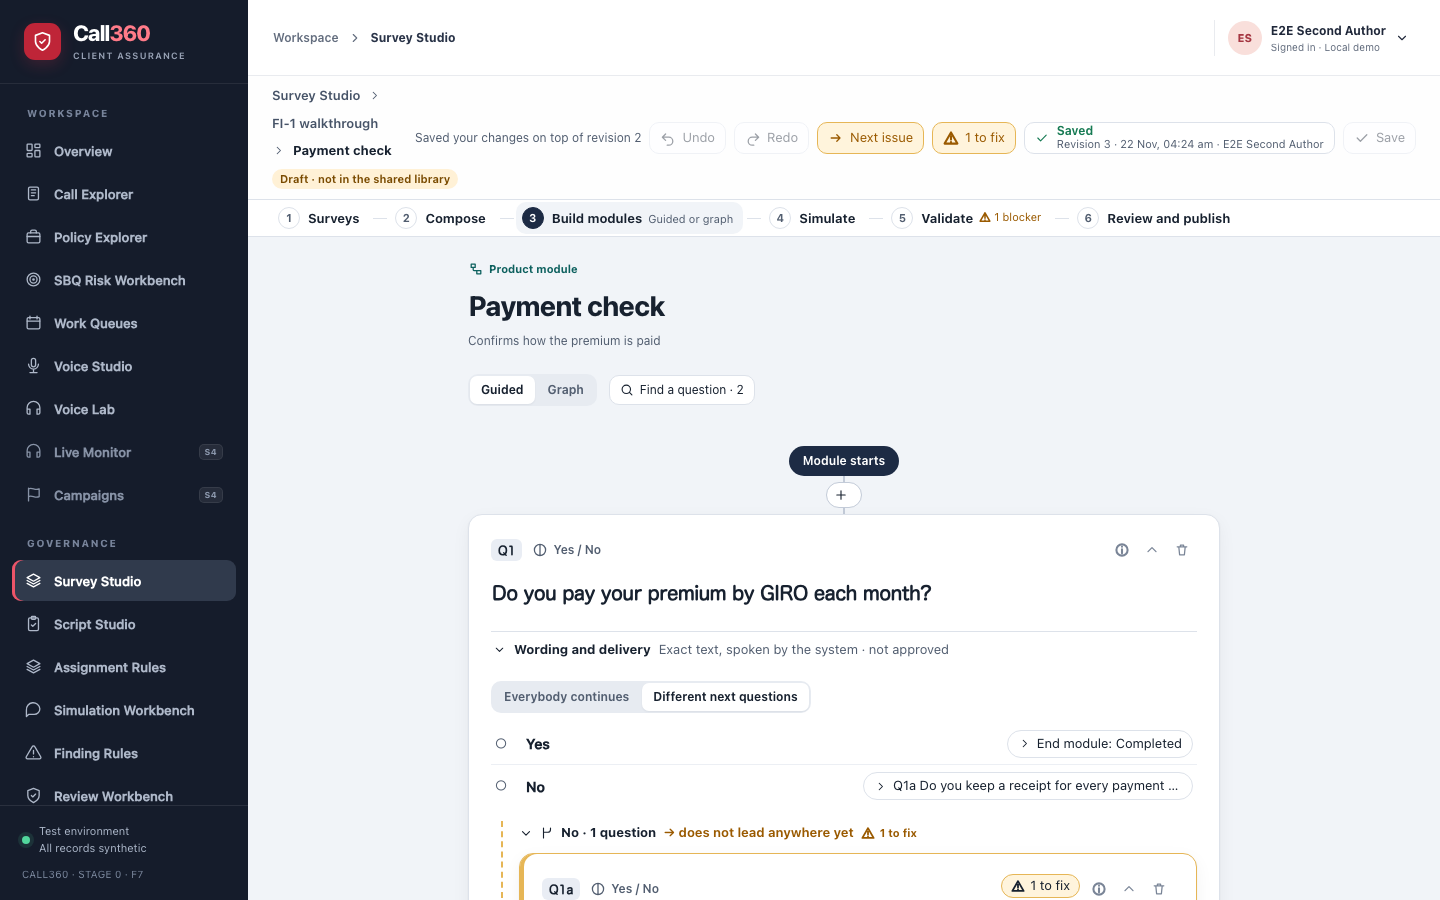 Call360
CLIENT ASSURANCE
WORKSPACE
Overview
Call Explorer
Policy Explorer
SBQ Risk Workbench
Work Queues
Voice Studio
Voice Lab
Live Monitor S4
Campaigns S4
GOVERNANCE
Survey Studio
Script Studio
Assignment Rules
Simulation Workbench
Finding Rules
Review Workbench
Test environment
All records synthetic
CALL360 · STAGE 0 · F7
Workspace > Survey Studio
ES
E2E Second Author
Signed in · Local demo
Survey Studio >
FI-1 walkthrough
> Payment check
Draft · not in the shared library
Saved your changes on top of revision 2
Undo
Redo
Next issue
1 to fix
Saved
Revision 3 · 22 Nov, 04:24 am · E2E Second Author
Save
1 Surveys
2 Compose
3 Build modules Guided or graph
4 Simulate
5 Validate 1 blocker
6 Review and publish
Product module
Payment check
Confirms how the premium is paid
Guided Graph
Find a question · 2
Module starts
+
Q1 Yes / No
Do you pay your premium by GIRO each month?
Wording and delivery Exact text, spoken by the system · not approved
Everybody continues Different next questions
Yes > End module: Completed
No > Q1a Do you keep a receipt for every payment ...
No · 1 question → does not lead anywhere yet 1 to fix
Q1a Yes / No 1 to fix